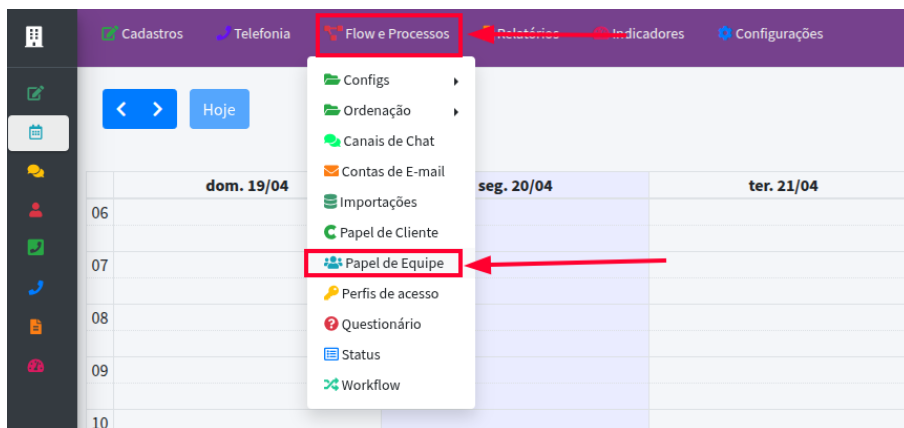 Cadastros Telefonia Flow e Processos Relatórios Indicadores Configurações
Hoje
Configs
Ordenação
Canais de Chat
Contas de E-mail
Importações
Papel de Cliente
Papel de Equipe
Perfis de acesso
Questionário
Status
Workflow
dom. 19/04 seg. 20/04 ter. 21/04
06
07
08
09
10